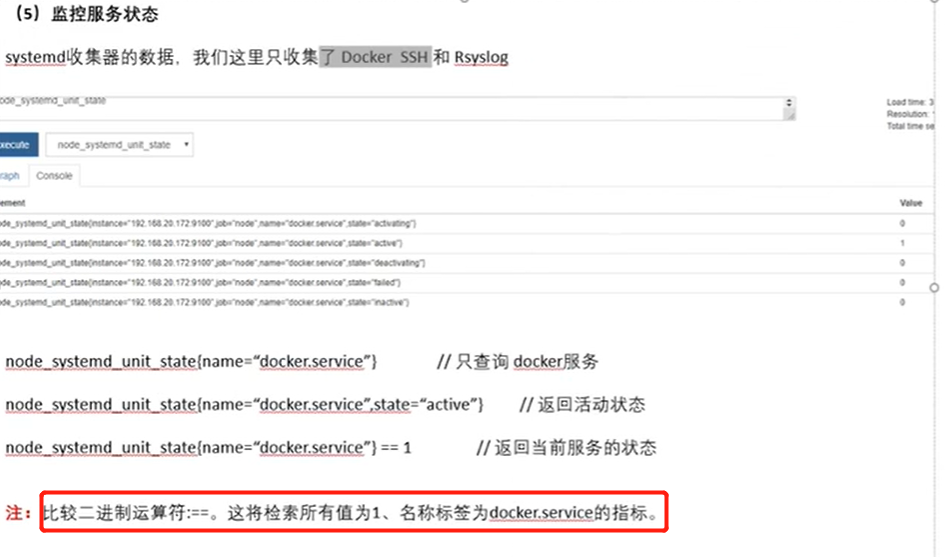 （5）监控服务状态
systemd收集器的数据，我们这里只收集了 Docker SSH 和 Rsyslog
ode_systemd_unit_state
Load time: 3
Resolution:
Total time se
xecute
node_systemd_unit_state
raph
Console
ement
Value
ode_systemd_unit_state{instance="192.168.20.172:9100",job="node",name="docker.service",state="activating"}
0
ode_systemd_unit_state{instance="192.168.20.172:9100",job="node",name="docker.service",state="active"}
1
ode_systemd_unit_state{instance="192.168.20.172:9100",job="node",name="docker.service",state="deactivating"}
0
ode_systemd_unit_state{instance="192.168.20.172:9100",job="node",name="docker.service",state="failed"}
0
ode_systemd_unit_state{instance="192.168.20.172:9100",job="node",name="docker.service",state="inactive"}
0
node_systemd_unit_state{name=“docker.service”} // 只查询 docker服务
node_systemd_unit_state{name=“docker.service”,state=“active”} // 返回活动状态
node_systemd_unit_state{name=“docker.service”} == 1 // 返回当前服务的状态
注：比较二进制运算符:==。这将检索所有值为1、名称标签为docker.service的指标。